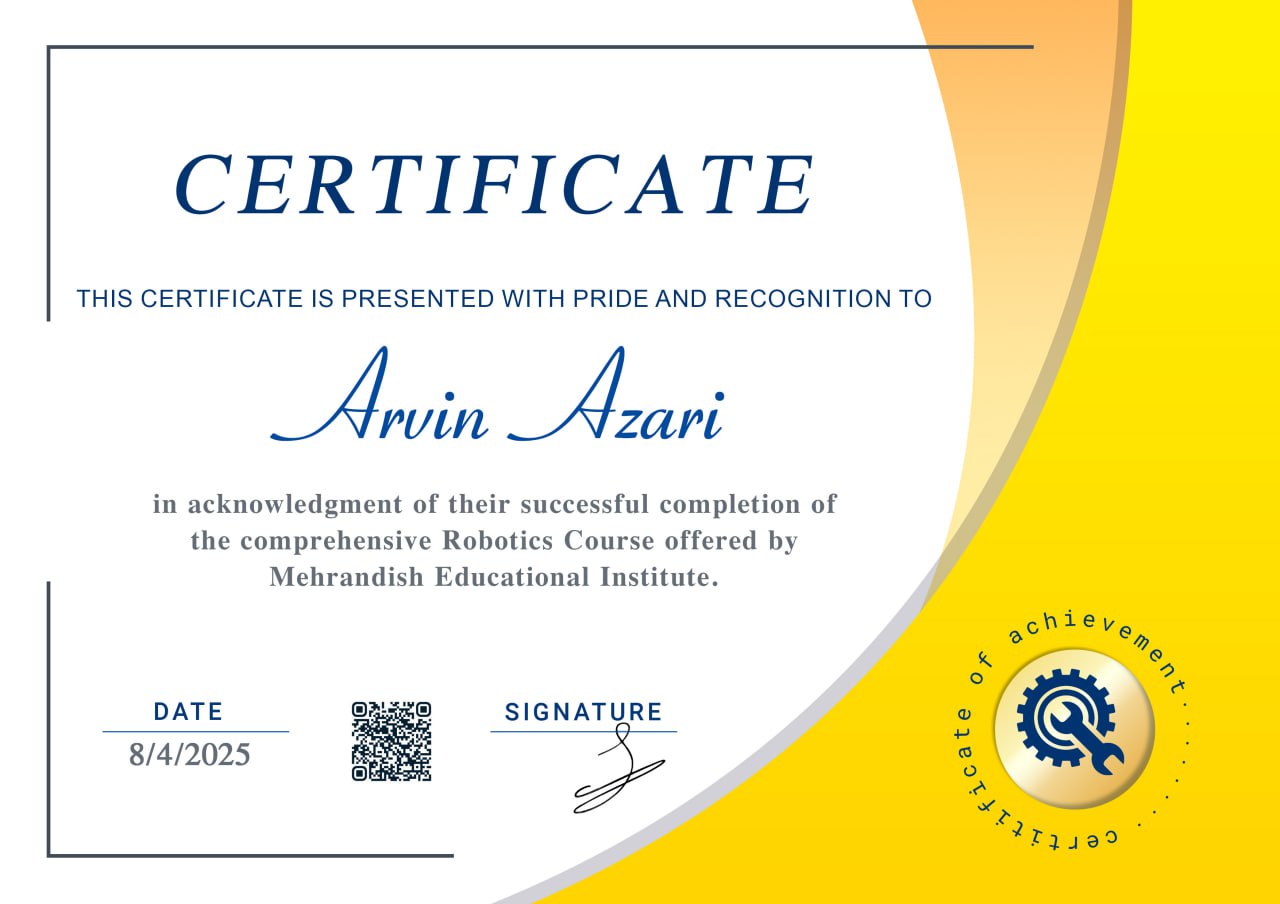 CERTIFICATE
THIS CERTIFICATE IS PRESENTED WITH PRIDE AND RECOGNITION TO
Arvin Azari
in acknowledgment of their successful completion of
the comprehensive Robotics Course offered by
Mehrandish Educational Institute.
DATE
8/4/2025
SIGNATURE
certificate of achievement..........